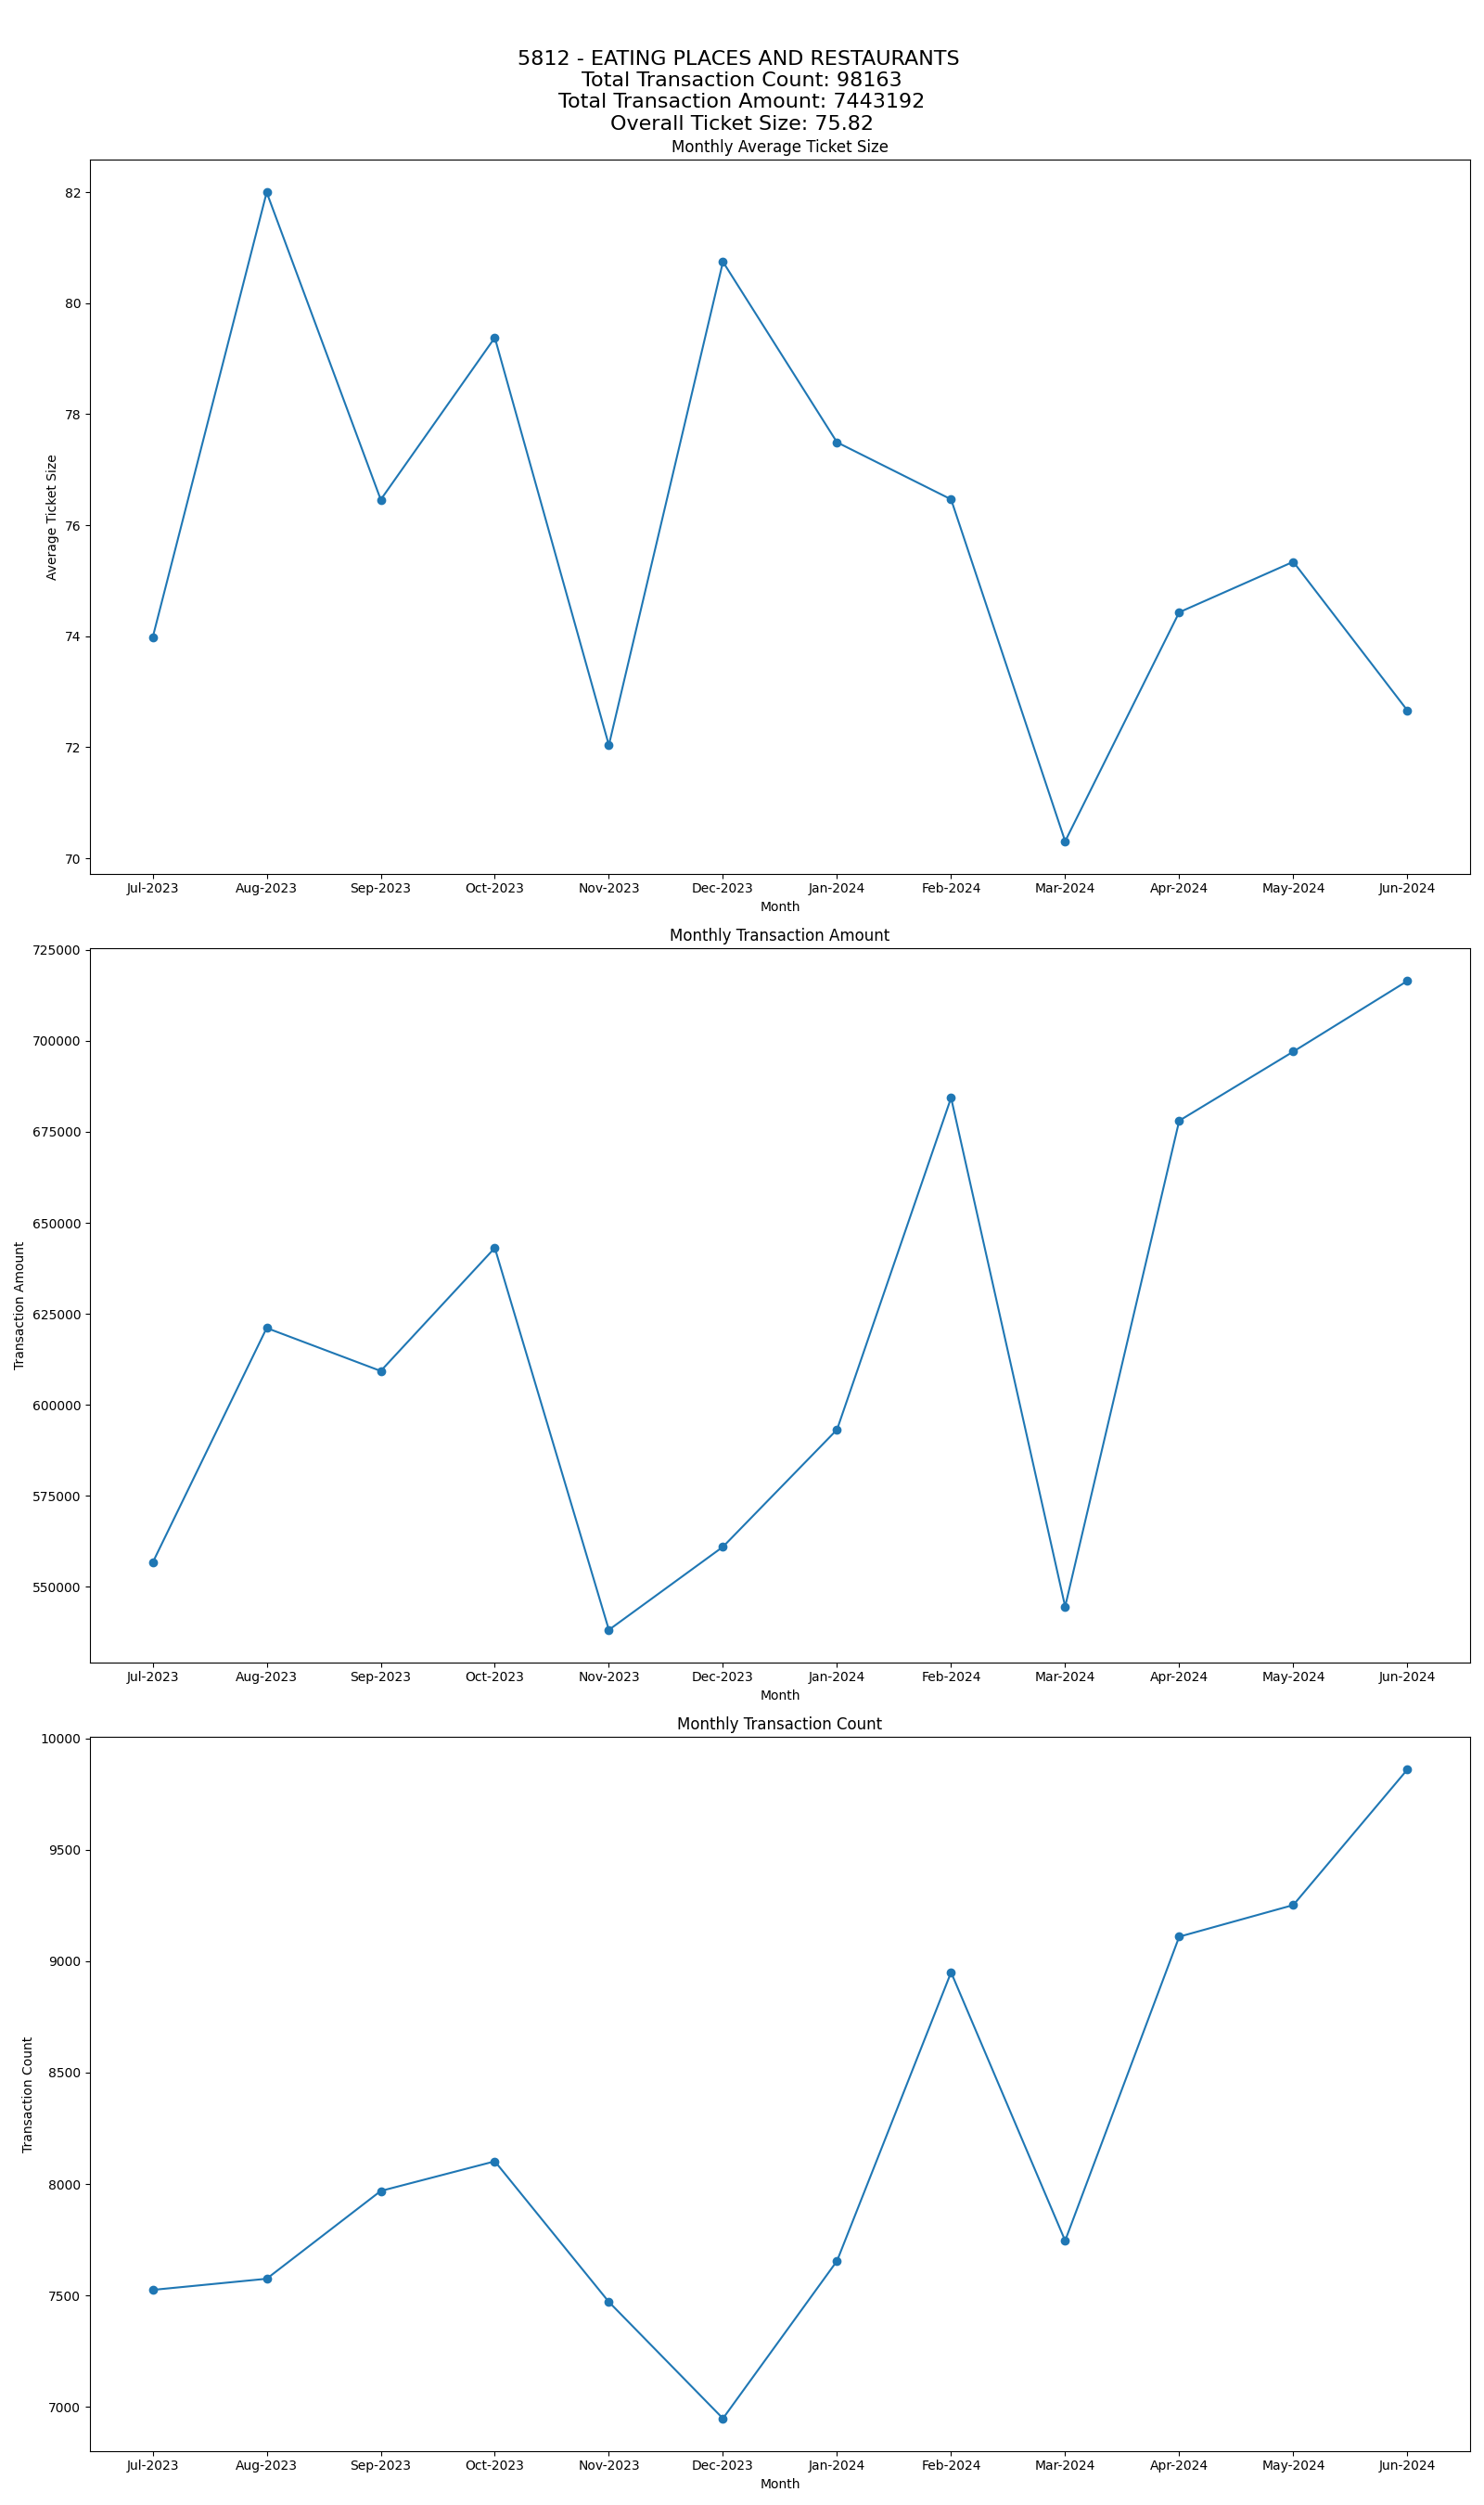 5812 - EATING PLACES AND RESTAURANTS
Total Transaction Count: 98163
Total Transaction Amount: 7443192
Overall Ticket Size: 75.82
Monthly Average Ticket Size
82
80
78
76
74
72
70
Average Ticket Size
Jul-2023 Aug-2023 Sep-2023 Oct-2023 Nov-2023 Dec-2023 Jan-2024 Feb-2024 Mar-2024 Apr-2024 May-2024 Jun-2024
Month
Monthly Transaction Amount
725000
700000
675000
650000
625000
600000
575000
550000
Transaction Amount
Jul-2023 Aug-2023 Sep-2023 Oct-2023 Nov-2023 Dec-2023 Jan-2024 Feb-2024 Mar-2024 Apr-2024 May-2024 Jun-2024
Month
Monthly Transaction Count
10000
9500
9000
8500
8000
7500
7000
Transaction Count
Jul-2023 Aug-2023 Sep-2023 Oct-2023 Nov-2023 Dec-2023 Jan-2024 Feb-2024 Mar-2024 Apr-2024 May-2024 Jun-2024
Month